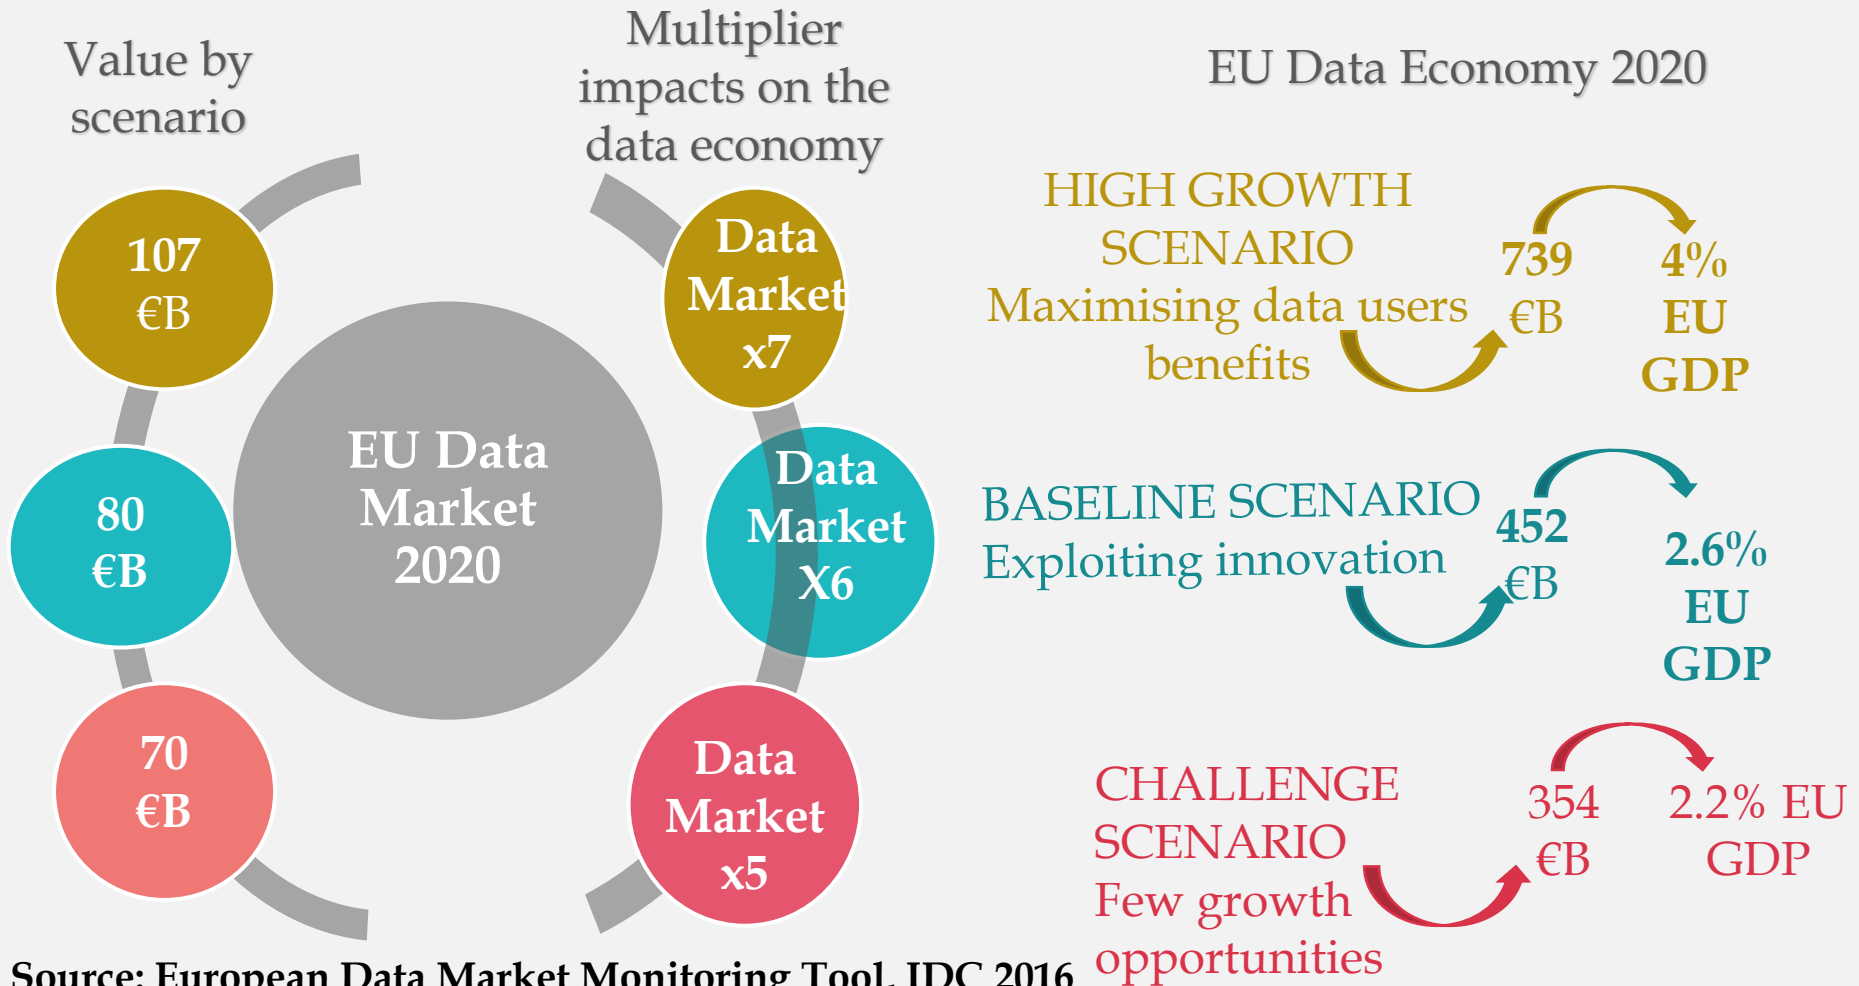 Value by
scenario
Multiplier
impacts on the
data economy
EU Data Economy 2020
107
€B
80
€B
70
€B
EU Data
Market
2020
Data
Market
x7
Data
Market
X6
Data
Market
x5
HIGH GROWTH
SCENARIO
Maximising data users
benefits
739
€B
4%
EU
GDP
BASELINE SCENARIO
Exploiting innovation
452
€B
2.6%
EU
GDP
CHALLENGE
SCENARIO
Few growth
opportunities
354
€B
2.2% EU
GDP
Source: European Data Market Monitoring Tool, IDC 2016